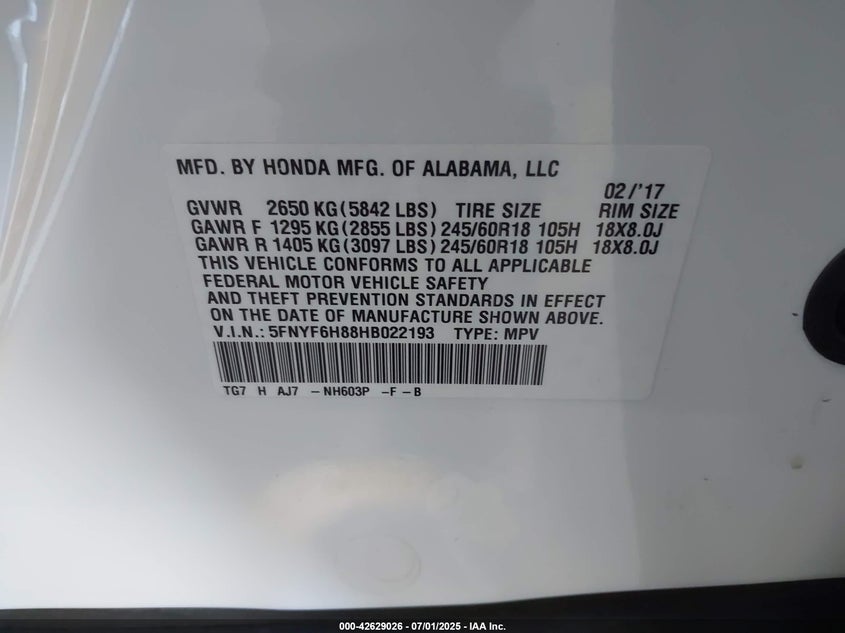 MFD. BY HONDA MFG. OF ALABAMA, LLC
02/'17
GVWR 2650 KG(5842 LBS) TIRE SIZE RIM SIZE
GAWR F 1295 KG(2855 LBS)245/60R18 105H 18X8.0J
GAWR R 1405 KG(3097 LBS)245/60R18 105H 18X8.0J
THIS VEHICLE CONFORMS TO ALL APPLICABLE
FEDERAL MOTOR VEHICLE SAFETY
AND THEFT PREVENTION STANDARDS IN EFFECT
ON THE DATE OF MANUFACTURE SHOWN ABOVE.
V.I.N.: 5FNYF6H88HB022193 TYPE: MPV
TG7 H AJ7 -NH603P -F-B
000-42629026 - 07/01/2025 - IAA Inc.